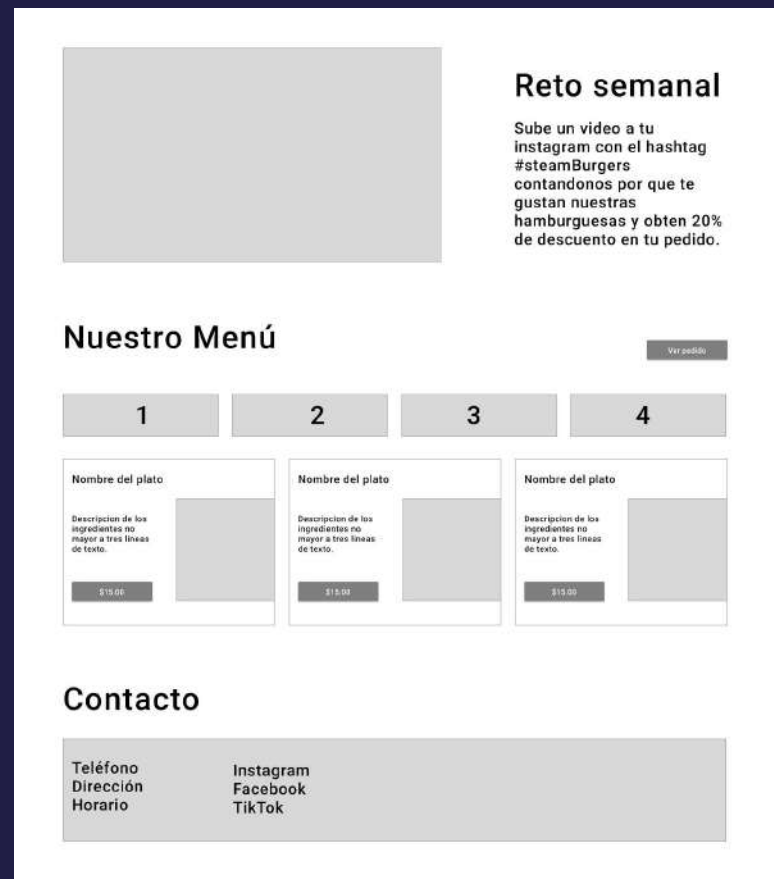 Reto semanal
Sube un video a tu
instagram con el hashtag
#steamBurgers
contandonos por que te
gustan nuestras
hamburguesas y obten 20%
de descuento en tu pedido.
Nuestro Menú
Ver pedido
1
2
3
4
Nombre del plato
Descripcion de los
ingredientes no
mayor a tres lineas
de texto.
$15.00
Nombre del plato
Descripcion de los
ingredientes no
mayor a tres lineas
de texto.
$15.00
Nombre del plato
Descripcion de los
ingredientes no
mayor a tres lineas
de texto.
$15.00
Contacto
Teléfono
Dirección
Horario
Instagram
Facebook
TikTok